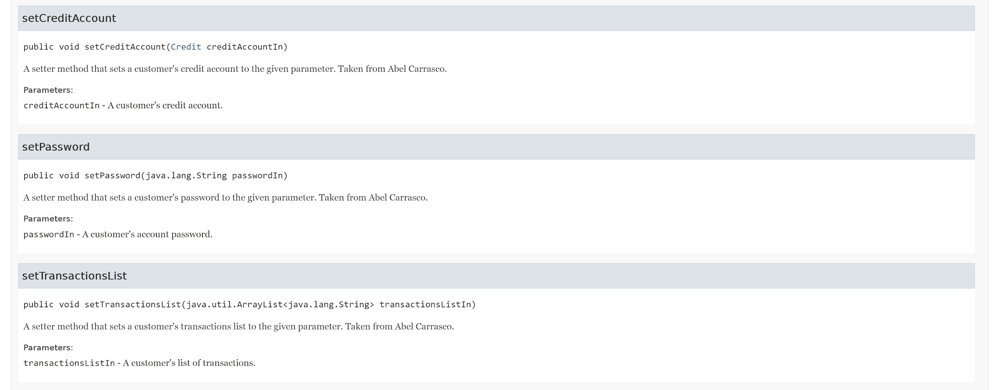 setCreditAccount
public void setCreditAccount(Credit creditAccountIn)
A setter method that sets a customer's credit account to the given parameter. Taken from Abel Carrasco.
Parameters:
creditAccountIn - A customer's credit account.
setPassword
public void setPassword(java.lang.String passwordIn)
A setter method that sets a customer's password to the given parameter. Taken from Abel Carrasco.
Parameters:
passwordIn - A customer's account password.
setTransactionsList
public void setTransactionsList(java.util.ArrayList<java.lang.String> transactionsListIn)
A setter method that sets a customer's transactions list to the given parameter. Taken from Abel Carrasco.
Parameters:
transactionsListIn - A customer's list of transactions.